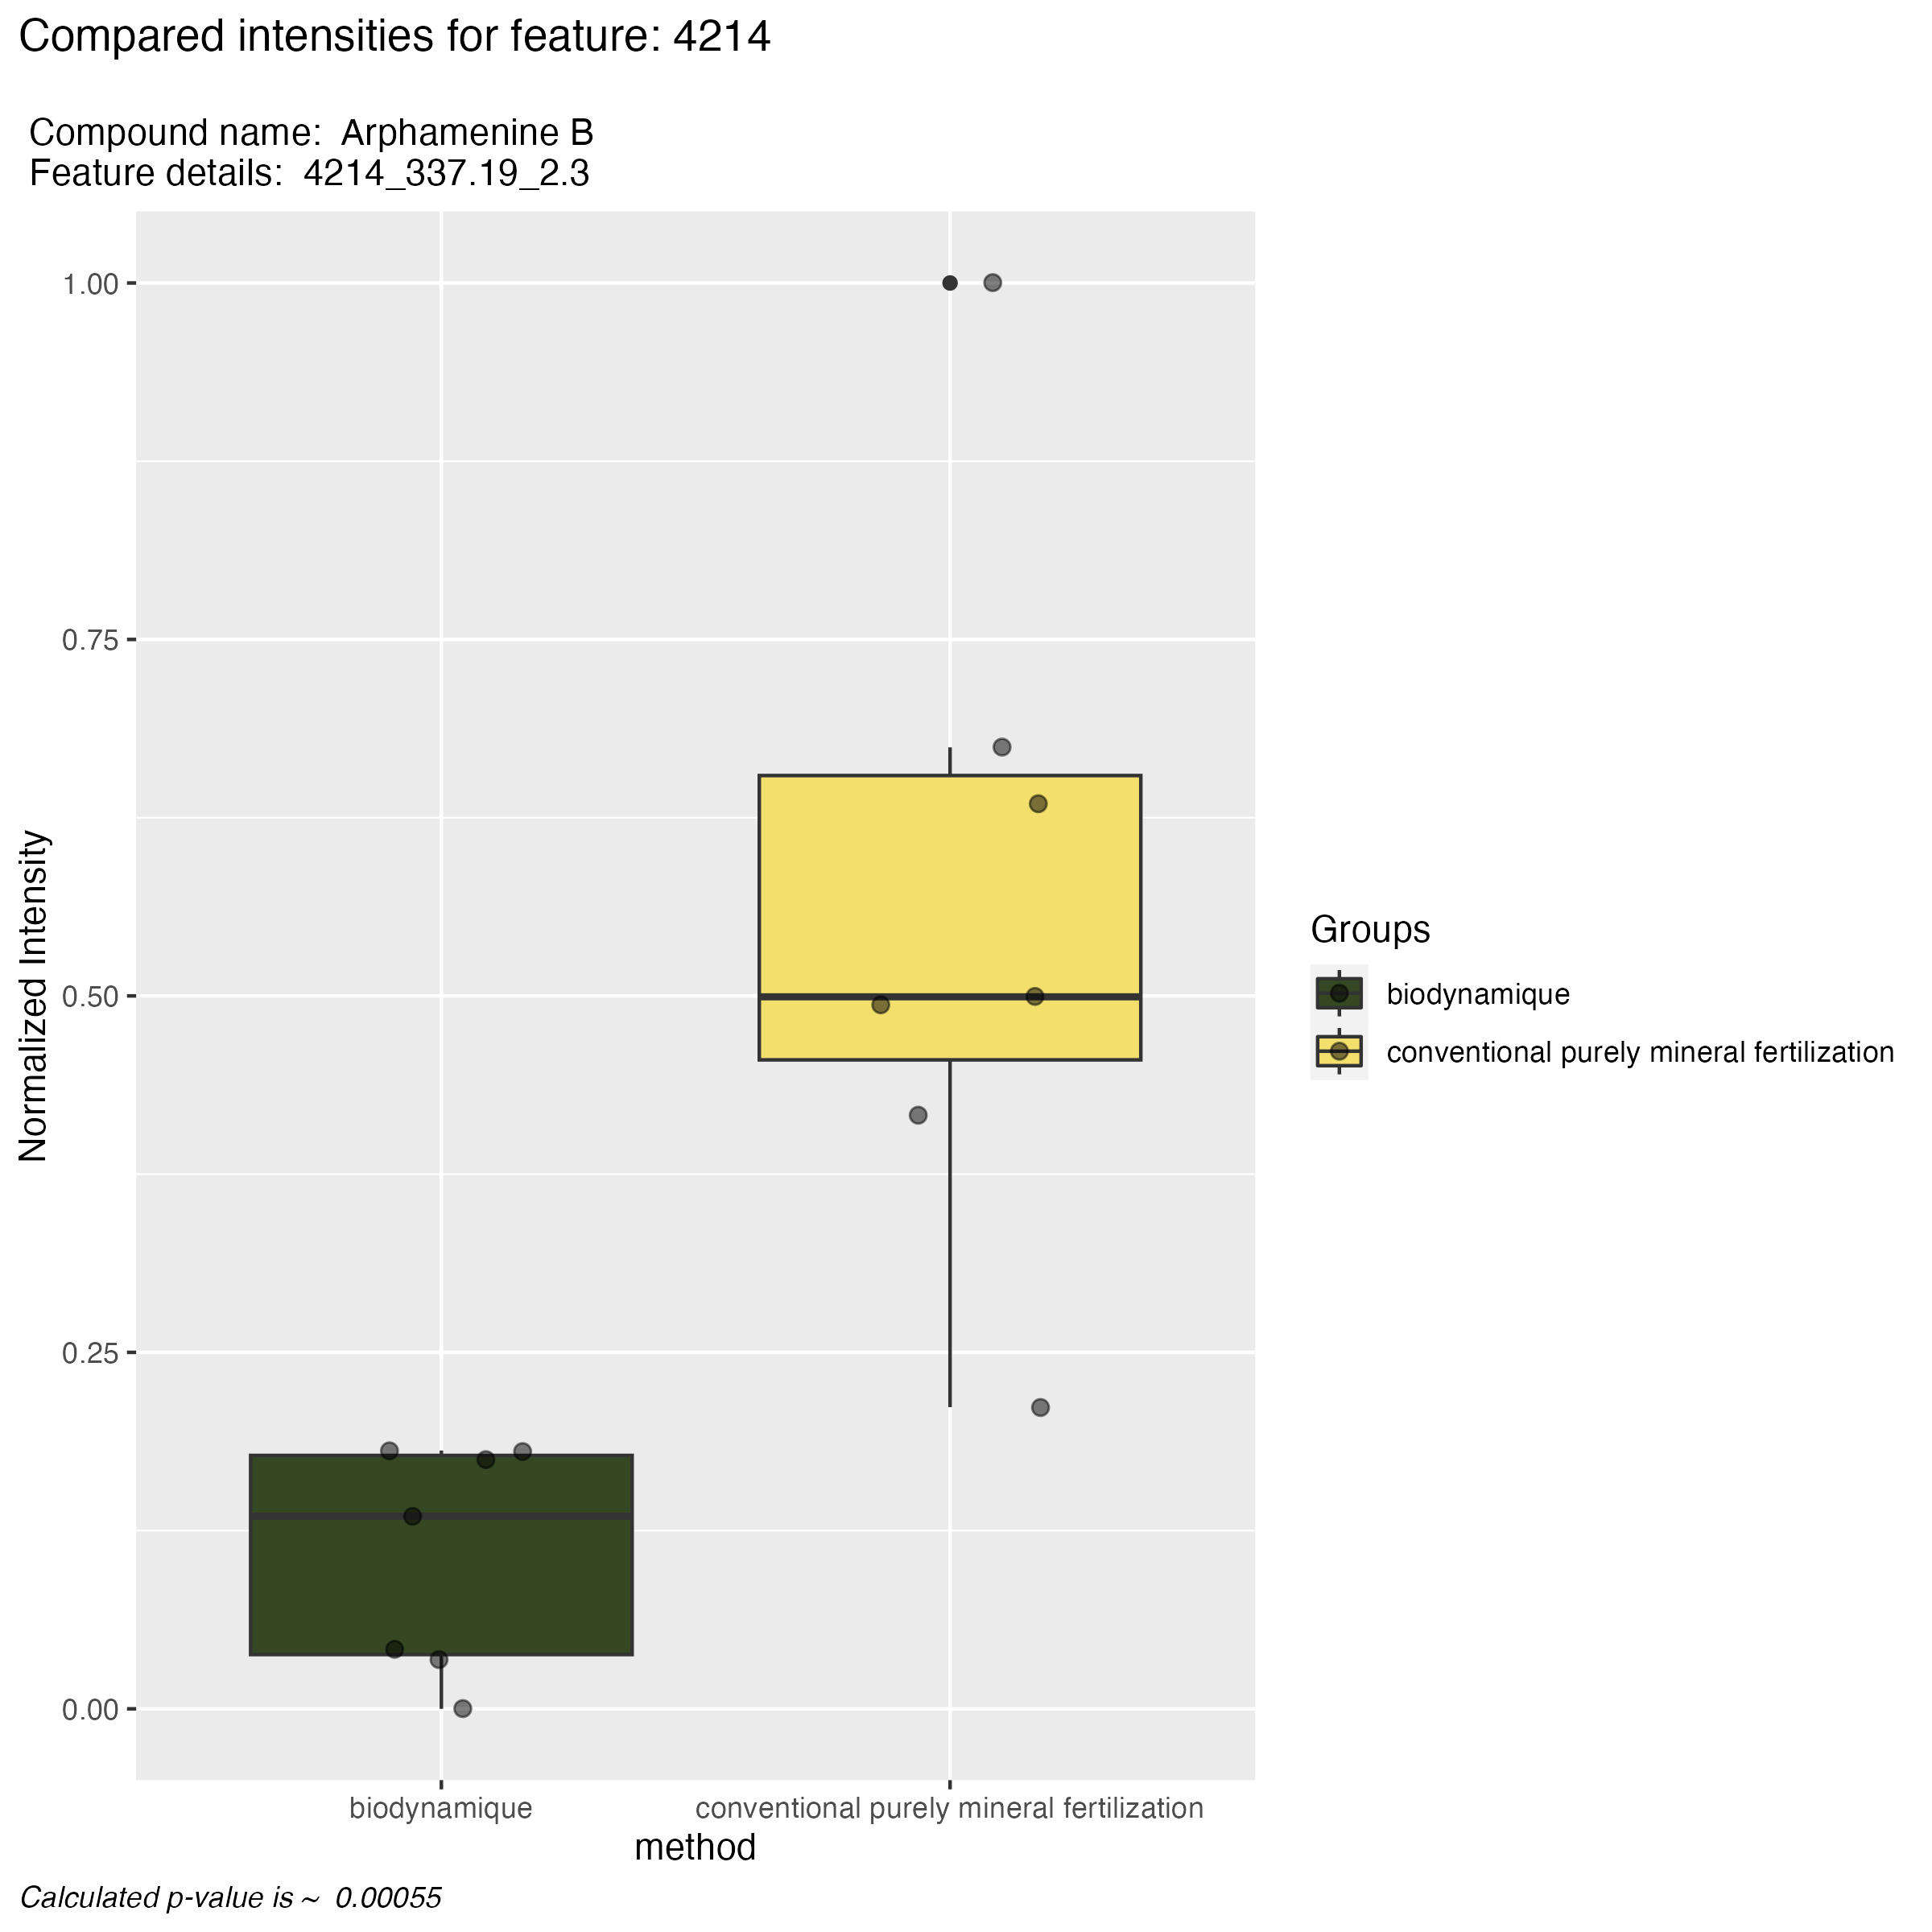 Compared intensities for feature: 4214
Compound name:  Arphamenine B
Feature details:  4214_337.19_2.3
1.00
0.75
0.50
0.25
0.00
Normalized Intensity
biodynamique
conventional purely mineral fertilization
method
Groups
biodynamique
conventional purely mineral fertilization
Calculated p-value is ~  0.00055